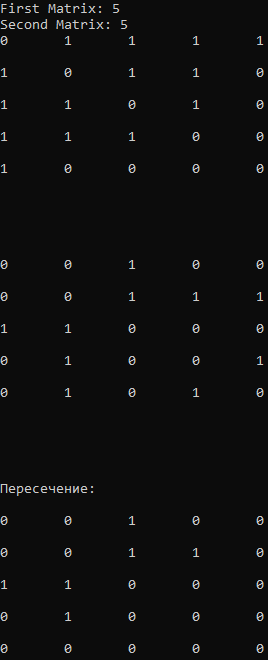 First Matrix: 5
Second Matrix: 5
0 1 1 1 1
1 0 1 1 0
1 1 0 1 0
1 1 1 0 0
1 0 0 0 0
0 0 1 0 0
0 0 1 1 1
1 1 0 0 0
0 1 0 0 1
0 1 0 1 0
Пересечение:
0 0 1 0 0
0 0 1 1 0
1 1 0 0 0
0 1 0 0 0
0 0 0 0 0